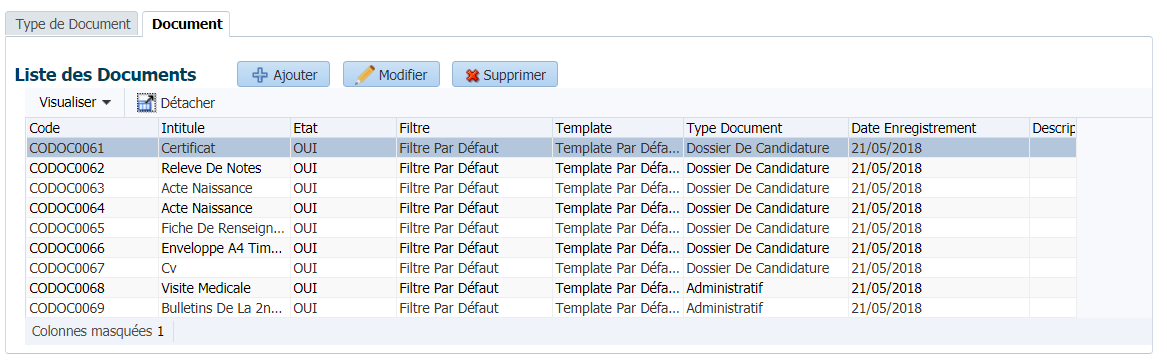 Type de Document Document
Liste des Documents Ajouter Modifier Supprimer
Visualiser Détacher
Code Intitule Etat Filtre Template Type Document Date Enregistrement Descrip
CODOC0061 Certificat OUI Filtre Par Défaut Template Par Défa... Dossier De Candidature 21/05/2018
CODOC0062 Releve De Notes OUI Filtre Par Défaut Template Par Défa... Dossier De Candidature 21/05/2018
CODOC0063 Acte Naissance OUI Filtre Par Défaut Template Par Défa... Dossier De Candidature 21/05/2018
CODOC0064 Acte Naissance OUI Filtre Par Défaut Template Par Défa... Dossier De Candidature 21/05/2018
CODOC0065 Fiche De Renseign... OUI Filtre Par Défaut Template Par Défa... Dossier De Candidature 21/05/2018
CODOC0066 Enveloppe A4 Tim... OUI Filtre Par Défaut Template Par Défa... Dossier De Candidature 21/05/2018
CODOC0067 Cv OUI Filtre Par Défaut Template Par Défa... Dossier De Candidature 21/05/2018
CODOC0068 Visite Medicale OUI Filtre Par Défaut Template Par Défa... Administratif 21/05/2018
CODOC0069 Bulletins De La 2n... OUI Filtre Par Défaut Template Par Défa... Administratif 21/05/2018
Colonnes masquées 1